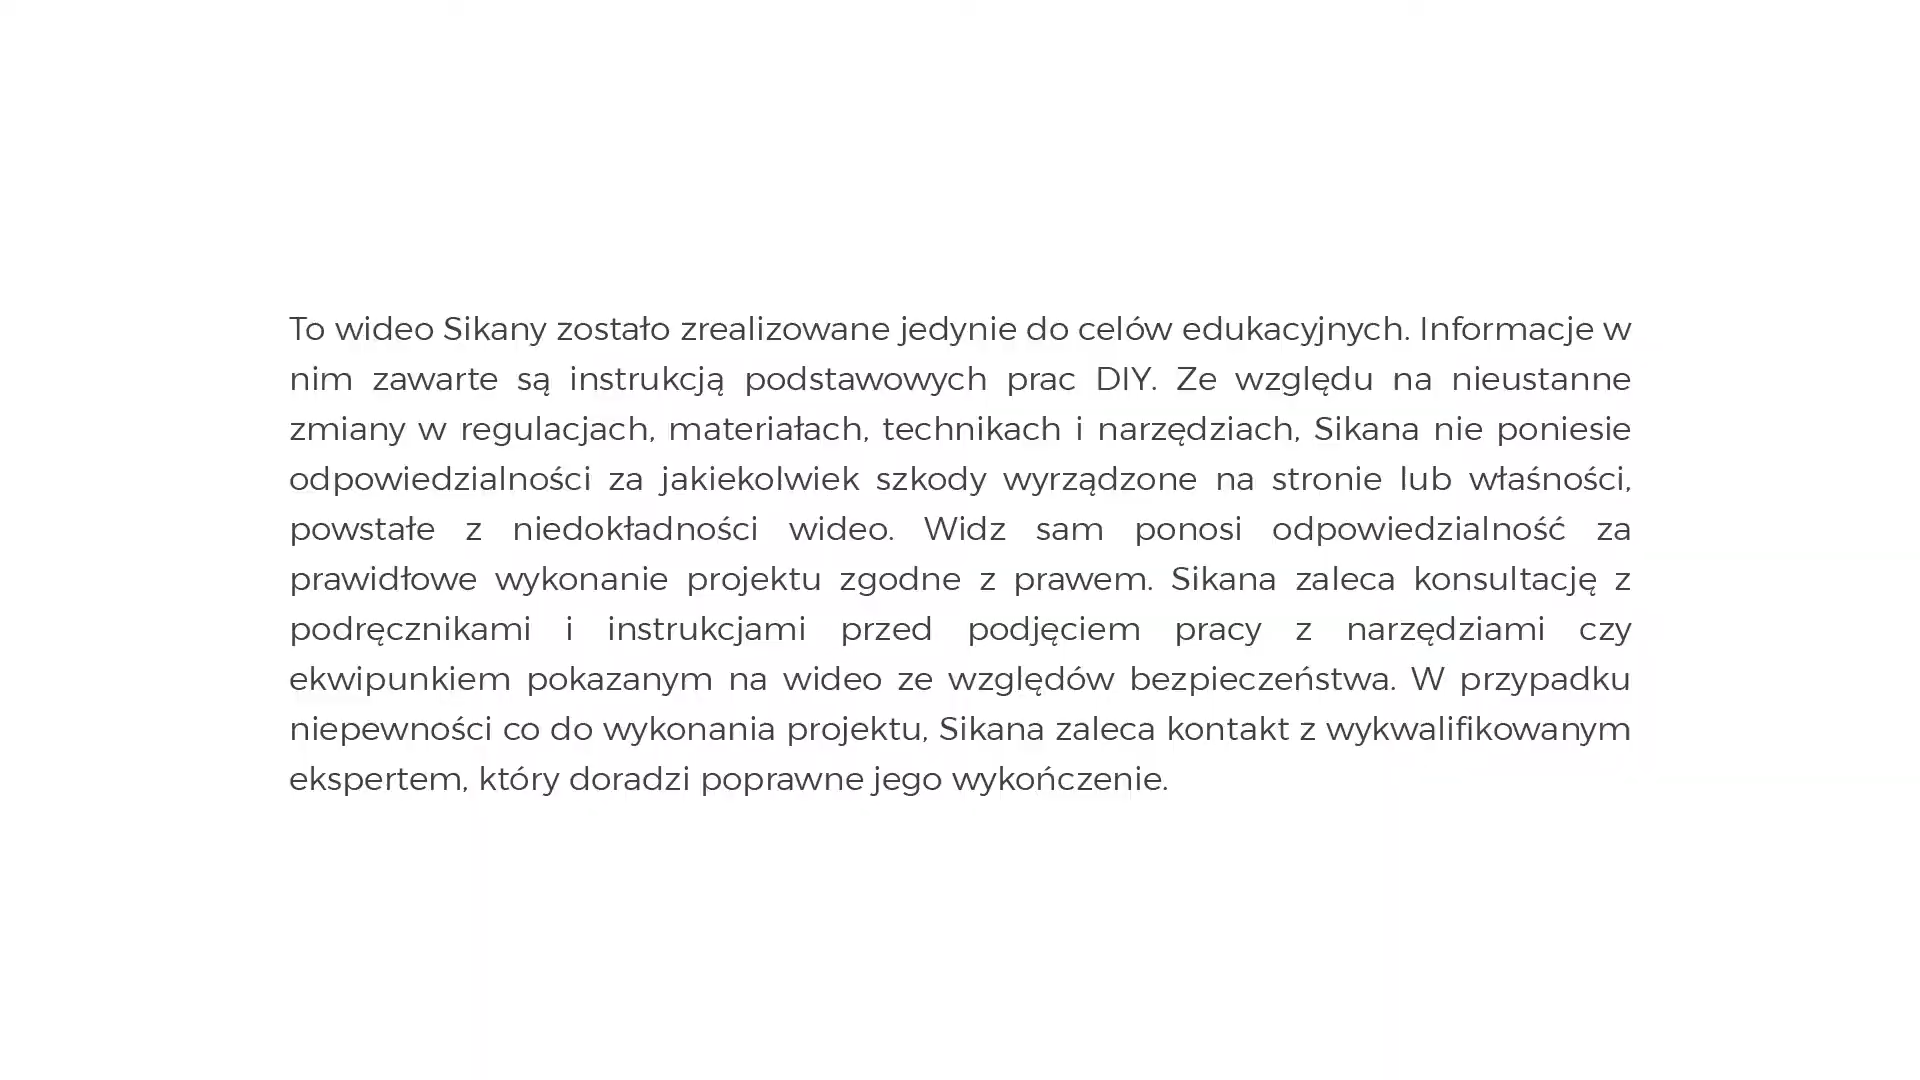 To wideo Sikany zostało zrealizowane jedynie do celów edukacyjnych. Informacje w
nim zawarte są instrukcją podstawowych prac DIY. Ze względu na nieustanne
zmiany w regulacjach, materiałach, technikach i narzędziach, Sikana nie poniesie
odpowiedzialności za jakiekolwiek szkody wyrządzone na stronie lub właśności,
powstałe z niedokładności wideo. Widz sam ponosi odpowiedzialność za
prawidłowe wykonanie projektu zgodne z prawem. Sikana zaleca konsultację z
podręcznikami i instrukcjami przed podjęciem pracy z narzędziami czy
ekwipunkiem pokazanym na wideo ze względów bezpieczeństwa. W przypadku
niepewności co do wykonania projektu, Sikana zaleca kontakt z wykwalifikowanym
ekspertem, który doradzi poprawne jego wykończenie.